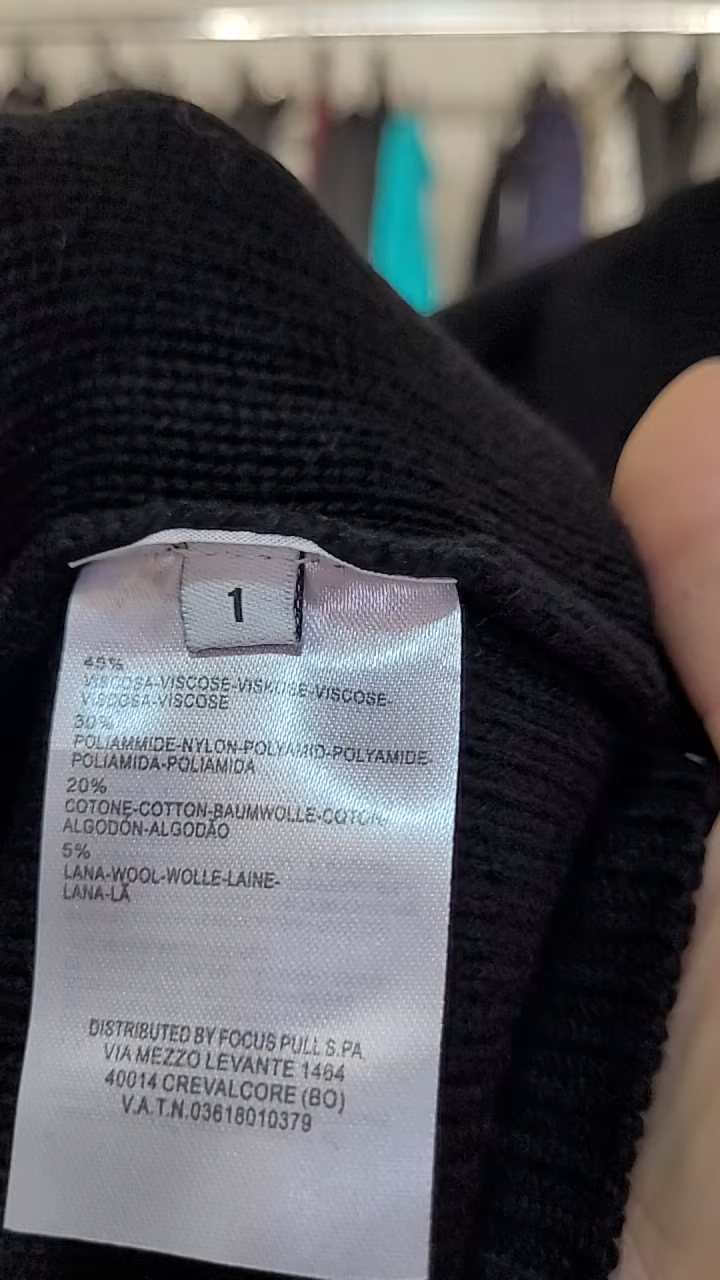 1
45%
VISCOSA-VISCOSE-VISKOSE-VISCOSE-
VISCOSA-VISCOSE
30%
POLIAMMIDE-NYLON-POLYAMID-POLYAMIDE-
POLIAMIDA-POLIAMIDA
20%
COTONE-COTTON-BAUMWOLLE-COTON-
ALGODÓN-ALGODÃO
5%
LANA-WOOL-WOLLE-LAINE-
LANA-LÃ
DISTRIBUTED BY FOCUS PULL S.P.A.
VIA MEZZO LEVANTE 1464
40014 CREVALCORE (BO)
V.A.T.N.03618010379